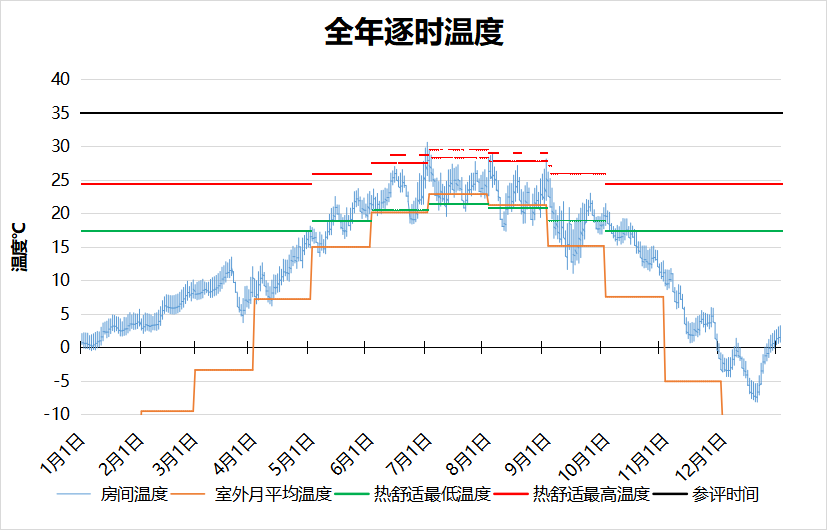 全年逐时温度
温度℃
40
35
30
25
20
15
10
5
0
-5
-10
1月1日
2月1日
3月1日
4月1日
5月1日
6月1日
7月1日
8月1日
9月1日
10月1日
11月1日
12月1日
房间温度 室外月平均温度 热舒适最低温度 热舒适最高温度 参评时间